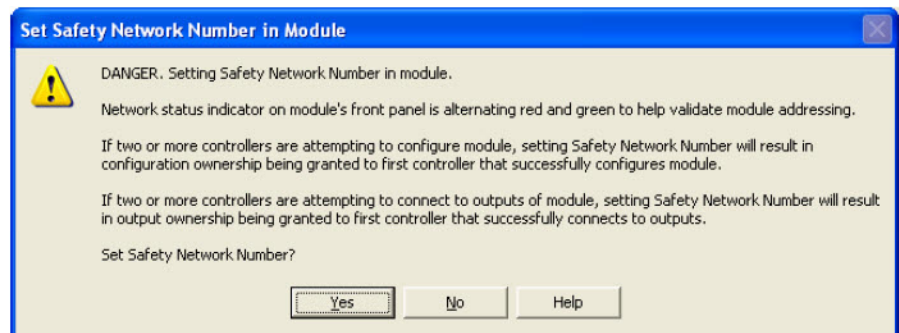 Set Safety Network Number in Module
DANGER. Setting Safety Network Number in module.
Network status indicator on module's front panel is alternating red and green to help validate module addressing.
If two or more controllers are attempting to configure module, setting Safety Network Number will result in
configuration ownership being granted to first controller that successfully configures module.
If two or more controllers are attempting to connect to outputs of module, setting Safety Network Number will result
in output ownership being granted to first controller that successfully connects to outputs.
Set Safety Network Number?
Yes No Help